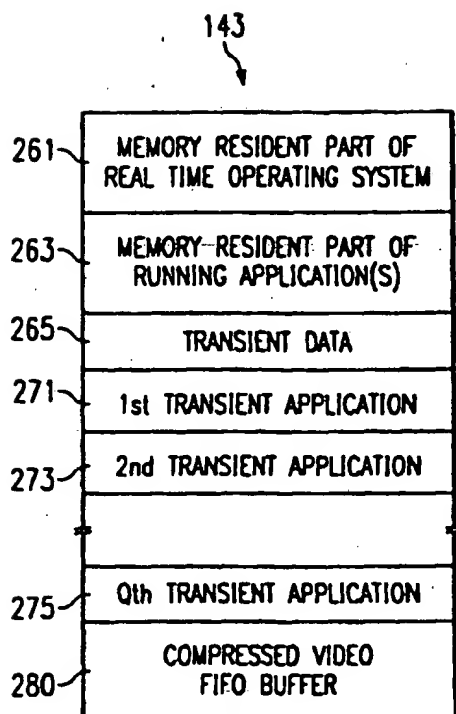 143
261
MEMORY RESIDENT PART OF
REAL TIME OPERATING SYSTEM
263
MEMORY-RESIDENT PART OF
RUNNING APPLICATION(S)
265
TRANSIENT DATA
271
1st TRANSIENT APPLICATION
273
2nd TRANSIENT APPLICATION
275
Qth TRANSIENT APPLICATION
280
COMPRESSED VIDEO
FIFO BUFFER